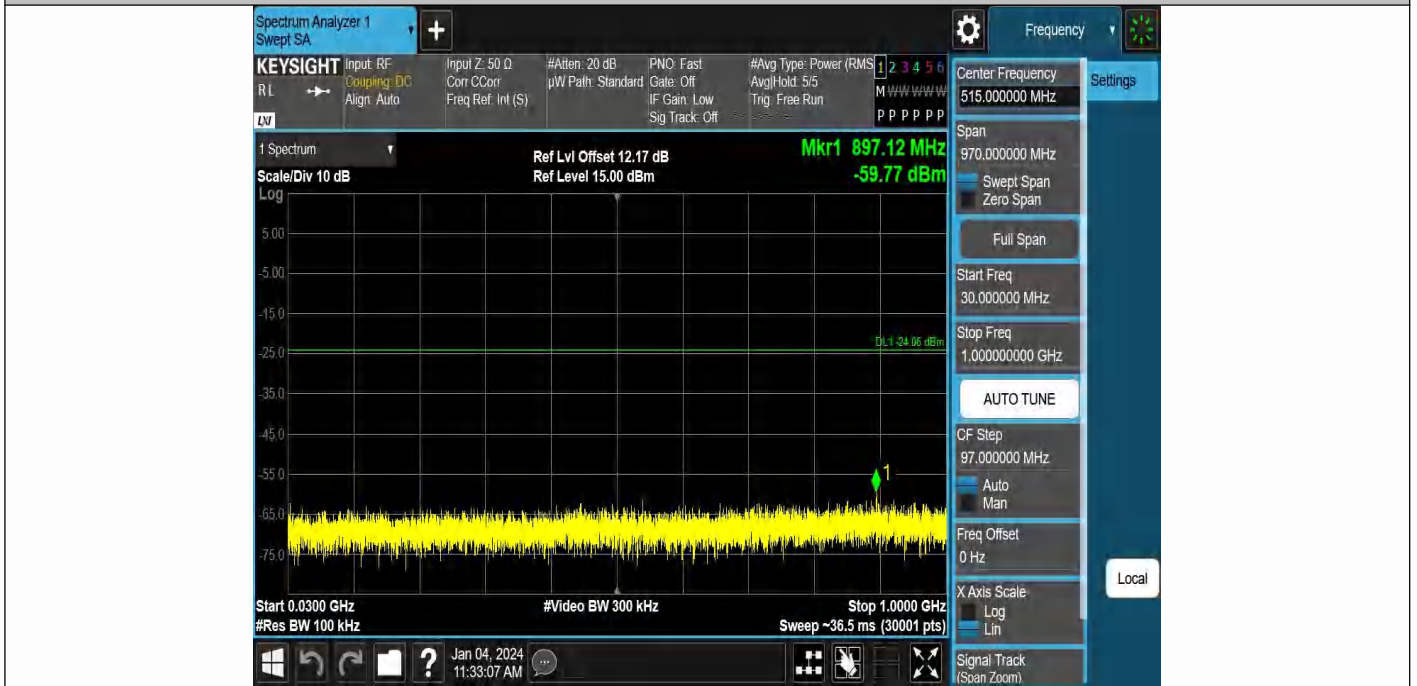 Spectrum Analyzer 1
Swept SA
+
Frequency
KEYSIGHT
RL
LXI
Input: RF
Coupling: DC
Align: Auto
Input Z: 50 Ω
Corr CCorr
Freq Ref: Int (S)
#Atten: 20 dB
µW Path: Standard
PNO: Fast
Gate: Off
IF Gain: Low
Sig Track: Off
#Avg Type: Power (RMS
Avg|Hold: 5/5
Trig: Free Run
1 2 3 4 5 6
M W W W W W
P P P P P P
1 Spectrum
Scale/Div 10 dB
Ref Lvl Offset 12.17 dB
Ref Level 15.00 dBm
Mkr1 897.12 MHz
-59.77 dBm
Log
5.00
-5.00
-15.0
DL1 -24.06 dBm
-25.0
-35.0
-45.0
-55.0
1
-65.0
-75.0
Start 0.0300 GHz
#Res BW 100 kHz
#Video BW 300 kHz
Stop 1.0000 GHz
Sweep ~36.5 ms (30001 pts)
Center Frequency
515.000000 MHz
Settings
Span
970.000000 MHz
Swept Span
Zero Span
Full Span
Start Freq
30.000000 MHz
Stop Freq
1.000000000 GHz
AUTO TUNE
CF Step
97.000000 MHz
Auto
Man
Freq Offset
0 Hz
X Axis Scale
Log
Lin
Local
Signal Track
(Span Zoom)
?
Jan 04, 2024
11:33:07 AM